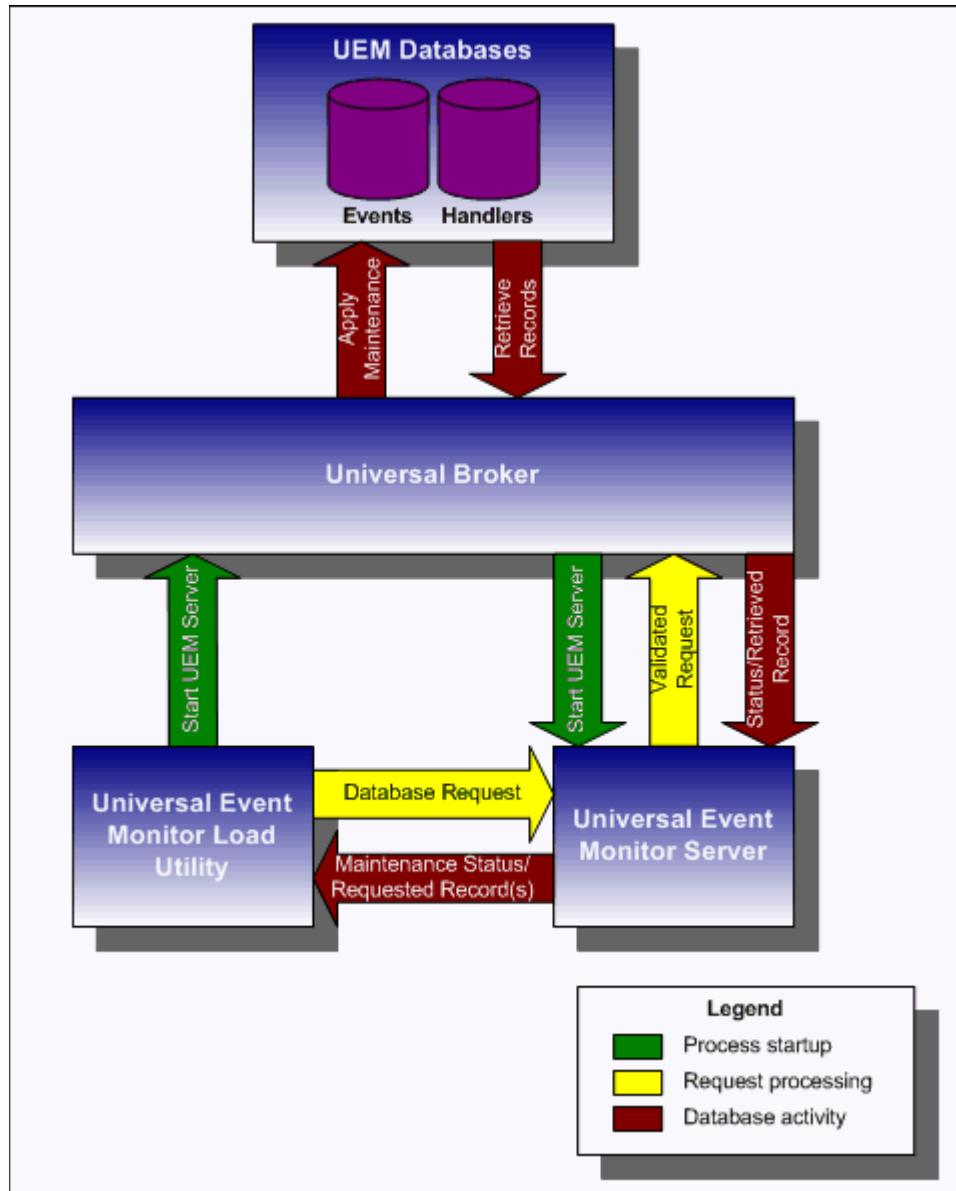 UEM Databases
Events
Handlers
Apply
Maintenance
Retrieve
Records
Universal Broker
Start UEM Server
Start UEM Server
Validated
Request
Status/Retrieved
Record
Universal Event
Monitor Load
Utility
Database Request
Maintenance Status/
Requested Record(s)
Universal Event
Monitor Server
Legend
Process startup
Request processing
Database activity